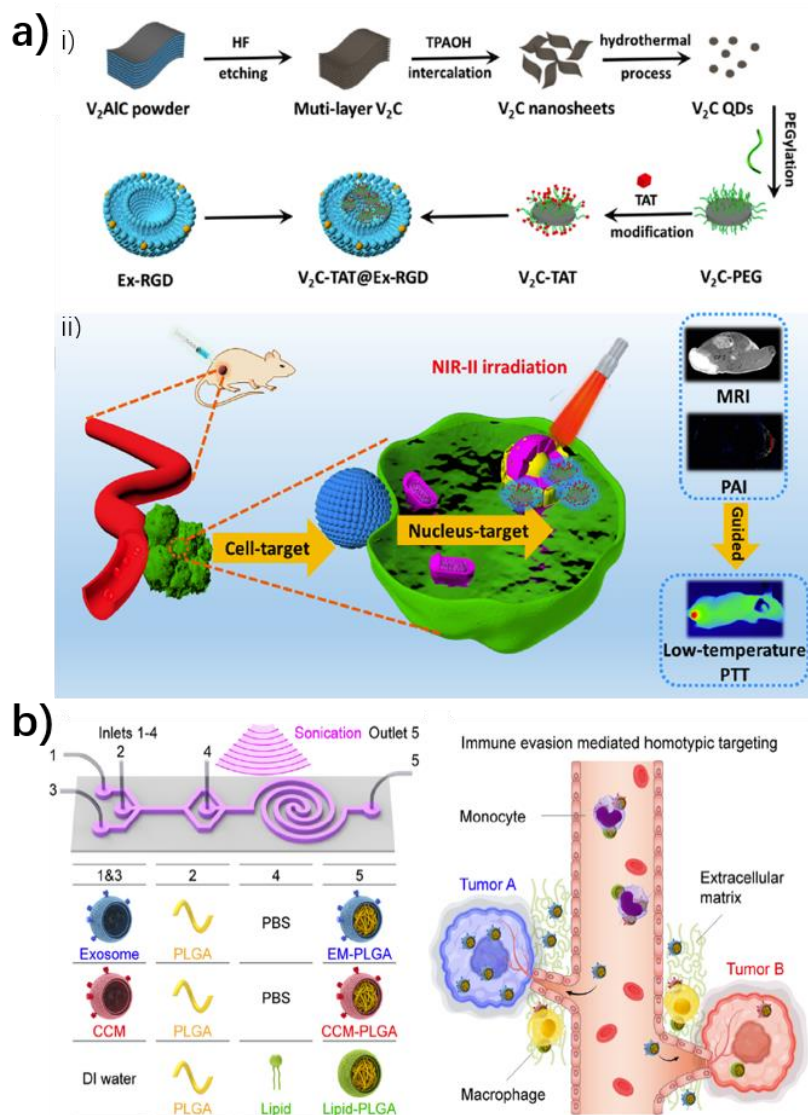 a)
i)
HF
etching
TPAOH
intercalation
hydrothermal
process
V₂AlC powder
Muti-layer V₂C
V₂C nanosheets
V₂C QDs
PEGylation
TAT
modification
Ex-RGD
V₂C-TAT@Ex-RGD
V₂C-TAT
V₂C-PEG
ii)
NIR-II irradiation
MRI
PAI
Cell-target
Nucleus-target
Guided
Low-temperature
PTT
b)
Inlets 1-4
Sonication
Outlet 5
1
2
4
5
3
1&3
2
4
5
Exosome
PLGA
PBS
EM-PLGA
CCM
PLGA
PBS
CCM-PLGA
DI water
PLGA
Lipid
Lipid-PLGA
Immune evasion mediated homotypic targeting
Monocyte
Tumor A
Extracellular
matrix
Tumor B
Macrophage